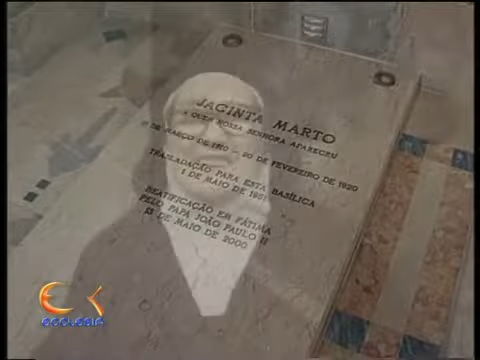 JACINTA MARTO
A QUEM NOSSA SENHORA APARECEU
11 DE MARÇO DE 1910 — 20 DE FEVEREIRO DE 1920
TRASLADAÇÃO PARA ESTA BASÍLICA
1 DE MAIO DE 1951
BEATIFICAÇÃO EM FÁTIMA
PELO PAPA JOÃO PAULO II
13 DE MAIO DE 2000
ECCLESIA